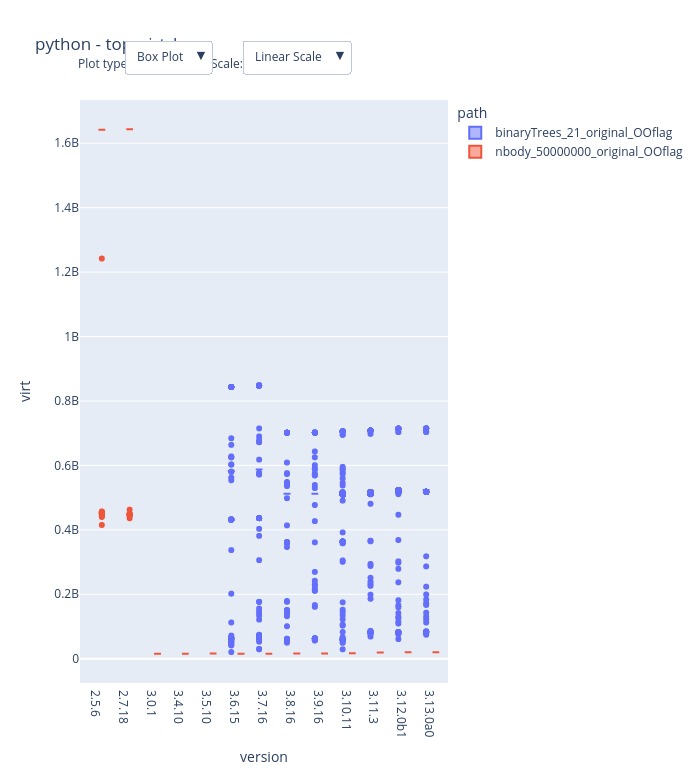 python - top
Plot type
Box Plot ▼
Scale:
Linear Scale ▼
path
binaryTrees_21_original_OOflag
nbody_50000000_original_OOflag
virt
1.6B
1.4B
1.2B
1B
0.8B
0.6B
0.4B
0.2B
0
2.5.6
2.7.18
3.0.1
3.4.10
3.5.10
3.6.15
3.7.16
3.8.16
3.9.16
3.10.11
3.11.3
3.12.0b1
3.13.0a0
version